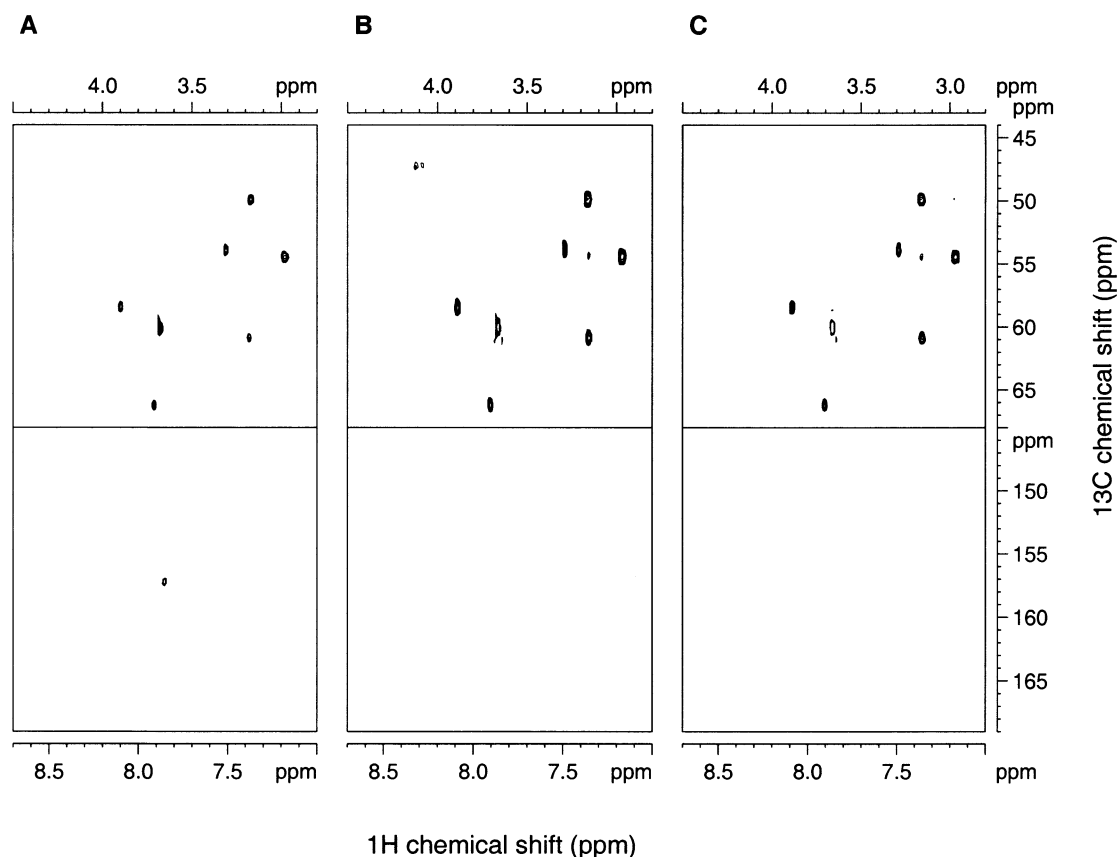 A B C
4.0 3.5 ppm 4.0 3.5 ppm 4.0 3.5 3.0 ppm
ppm
45
50
55
60
65
ppm
150
155
160
165
13C chemical shift (ppm)
8.5 8.0 7.5 ppm 8.5 8.0 7.5 ppm 8.5 8.0 7.5 ppm
1H chemical shift (ppm)